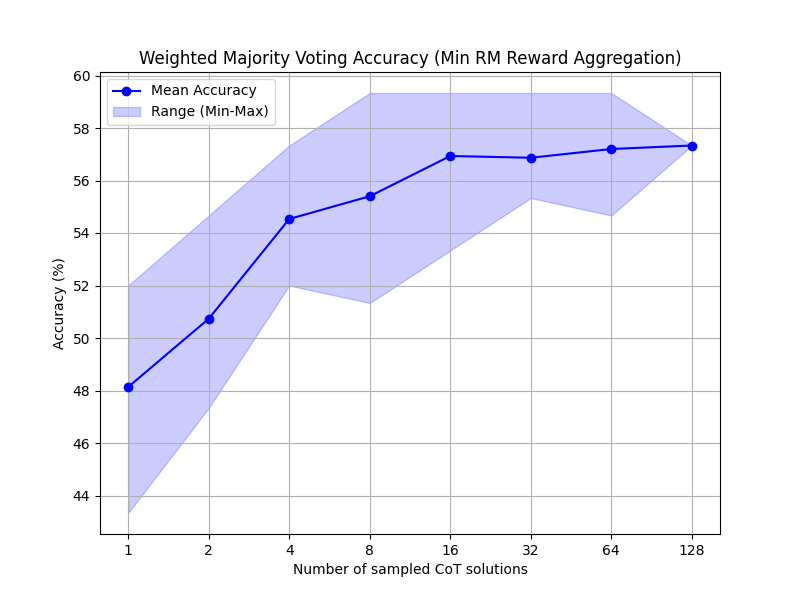 Weighted Majority Voting Accuracy (Min RM Reward Aggregation)
Mean Accuracy
Range (Min-Max)
Accuracy (%)
60
58
56
54
52
50
48
46
44
1 2 4 8 16 32 64 128
Number of sampled CoT solutions